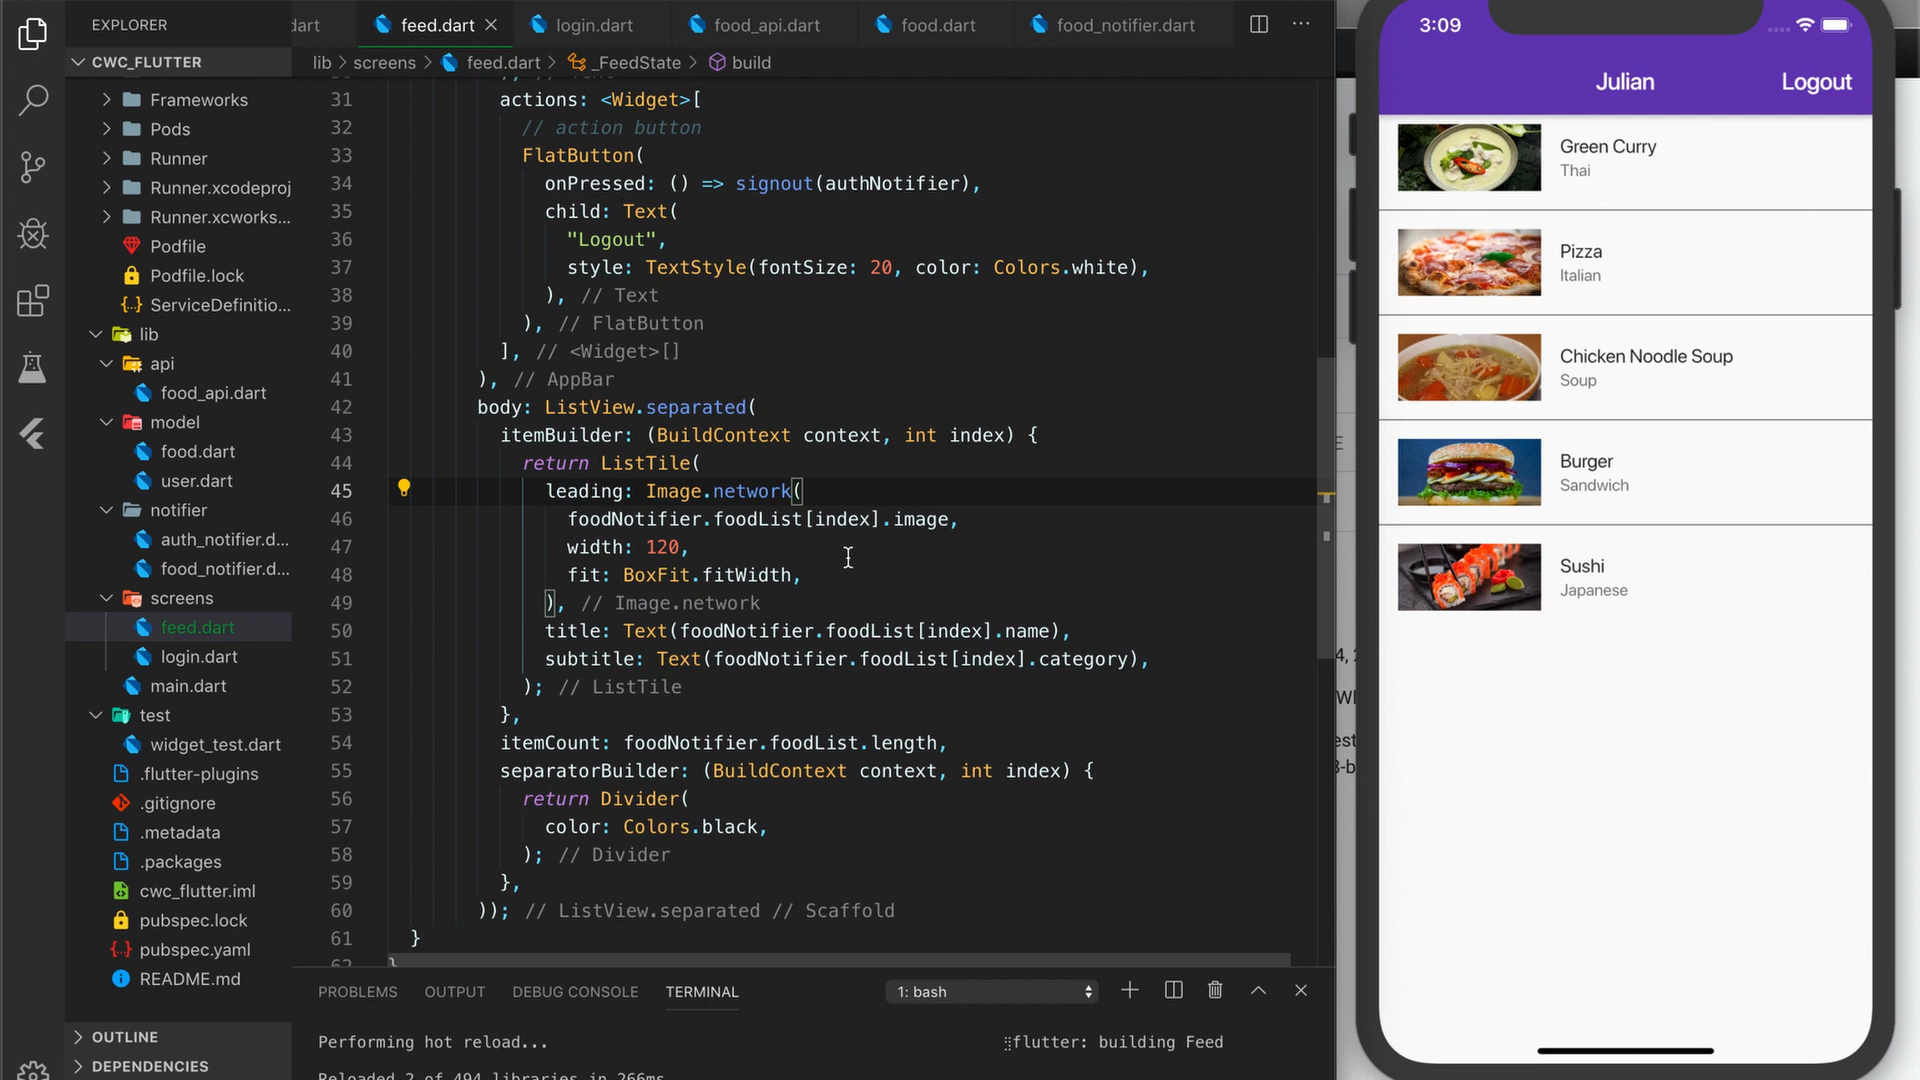 EXPLORER
CWC_FLUTTER
Frameworks
Pods
Runner
Runner.xcodeproj
Runner.xcworks...
Podfile
Podfile.lock
ServiceDefinitio...
lib
api
food_api.dart
model
food.dart
user.dart
notifier
auth_notifier.d...
food_notifier.d...
screens
feed.dart
login.dart
main.dart
test
widget_test.dart
.flutter-plugins
.gitignore
.metadata
.packages
cwc_flutter.iml
pubspec.lock
pubspec.yaml
README.md
OUTLINE
DEPENDENCIES
dart feed.dart login.dart food_api.dart food.dart food_notifier.dart
lib > screens > feed.dart > _FeedState > build
31 actions: <Widget>[
32 // action button
33 FlatButton(
34 onPressed: () => signout(authNotifier),
35 child: Text(
36 "Logout",
37 style: TextStyle(fontSize: 20, color: Colors.white),
38 ), // Text
39 ), // FlatButton
40 ], // <Widget>[]
41 ), // AppBar
42 body: ListView.separated(
43 itemBuilder: (BuildContext context, int index) {
44 return ListTile(
45 leading: Image.network(
46 foodNotifier.foodList[index].image,
47 width: 120,
48 fit: BoxFit.fitWidth,
49 ), // Image.network
50 title: Text(foodNotifier.foodList[index].name),
51 subtitle: Text(foodNotifier.foodList[index].category),
52 ); // ListTile
53 },
54 itemCount: foodNotifier.foodList.length,
55 separatorBuilder: (BuildContext context, int index) {
56 return Divider(
57 color: Colors.black,
58 ); // Divider
59 },
60 )); // ListView.separated // Scaffold
61 }
62 }
PROBLEMS OUTPUT DEBUG CONSOLE TERMINAL 1: bash
Performing hot reload... flutter: building Feed
Reloaded 2 of 494 libraries in 266ms.
3:09
Julian Logout
Green Curry
Thai
Pizza
Italian
Chicken Noodle Soup
Soup
Burger
Sandwich
Sushi
Japanese